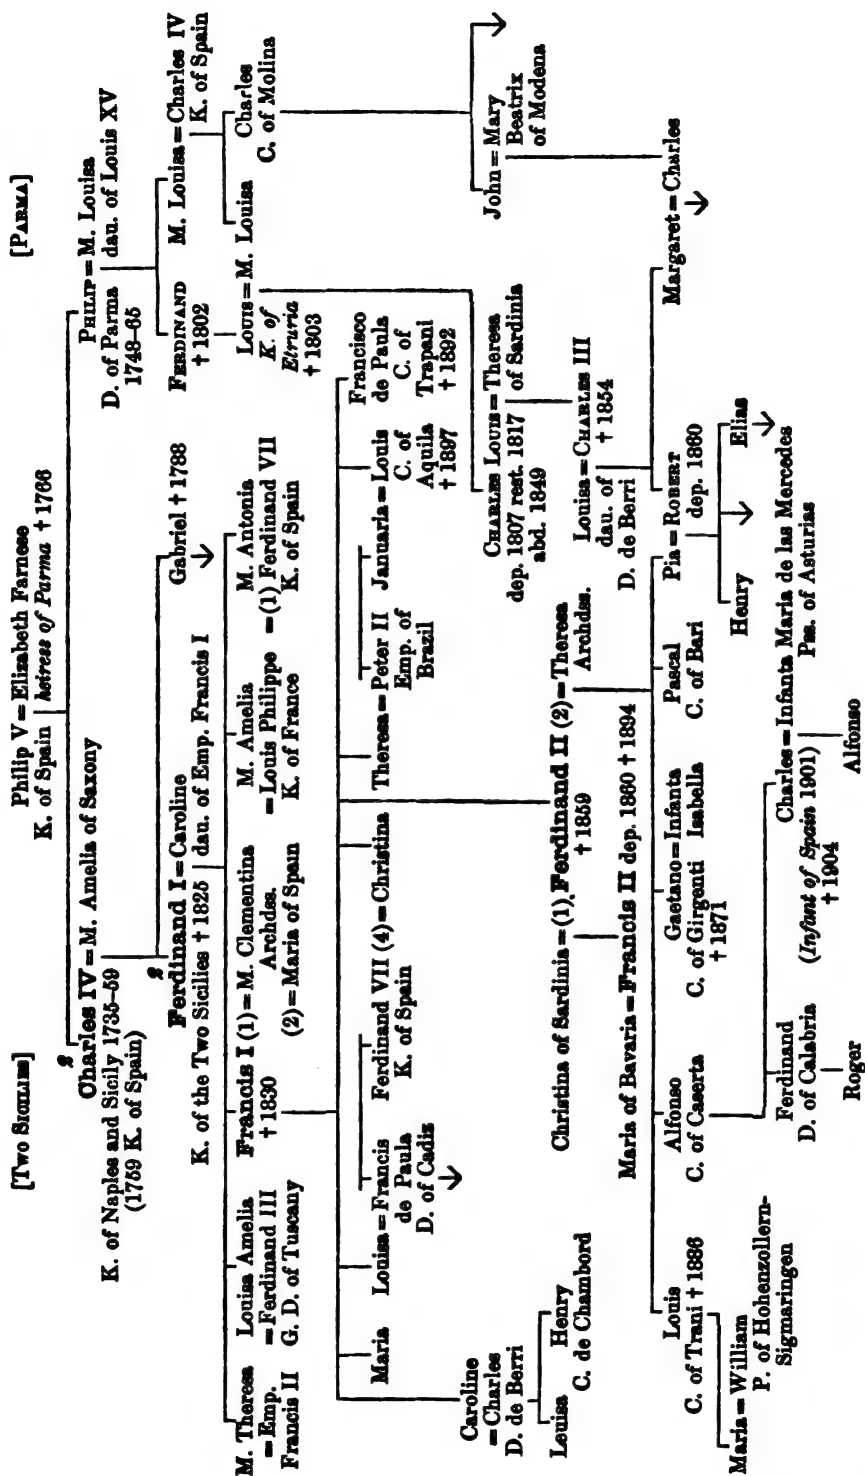 [TWO SICILIES]
[PARMA]
Philip V = Elizabeth Farnese
K. of Spain | heiress of Parma † 1766
2
Charles IV = M. Amelia of Saxony
K. of Naples and Sicily 1735–59
(1759 K. of Spain)
PHILIP = M. Louisa
D. of Parma dau. of Louis XV
1748–65
2
Ferdinand I = Caroline
K. of the Two Sicilies † 1825 | dau. of Emp. Francis I
Gabriel † 1788
FERDINAND
† 1802
M. Louisa = Charles IV
K. of Spain
M. Theresa
= Emp.
Francis II
Louisa Amelia
= Ferdinand III
G. D. of Tuscany
Francis I (1) = M. Clementina
† 1830 Archdss.
(2) = Maria of Spain
M. Amelia
= Louis Philippe
K. of France
M. Antonia
= (1) Ferdinand VII
K. of Spain
LOUIS = M. Louisa
K. of
Etruria
† 1803
Charles
C. of Molina
Maria
Louisa = Francis
de Paula
D. of Cadiz
Ferdinand VII (4) = Christina
K. of Spain
Theresa = Peter II
Emp. of
Brazil
Januaria = Louis
C. of
Aquila
† 1897
Francisco
de Paula
C. of
Trapani
† 1892
Caroline
= Charles
D. de Berri
CHARLES LOUIS = Theresa
dep. 1807 rest. 1817 of Sardinia
abd. 1849
John = Mary
Beatrix
of Modena
Louisa
Henry
C. de Chambord
Christina of Sardinia = (1) Ferdinand II (2) = Theresa
† 1859 Archdss.
Louisa = CHARLES III
dau. of † 1854
D. de Berri
Maria of Bavaria = Francis II dep. 1860 † 1894
Louis
C. of Trani † 1886
Alfonso
C. of Caserta
Gaetano = Infanta
C. of Girgenti Isabella
† 1871
Pascal
C. of Bari
Pia = ROBERT
dep. 1860
Margaret = Charles
Maria = William
P. of Hohenzollern-
Sigmaringen
Ferdinand
D. of Calabria
Charles = Infanta Maria de las Mercedes
(Infant of Spain 1901) Pss. of Asturias
† 1904
Henry
Elias
Roger
Alfonso